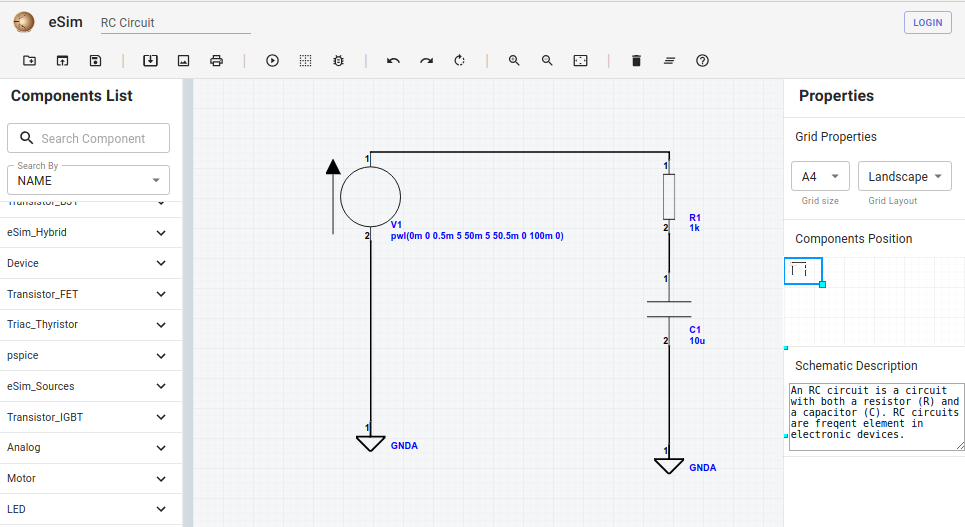 eSim
RC Circuit
LOGIN
Components List
Search Component
Search By
NAME
Transistor_BJT
eSim_Hybrid
Device
Transistor_FET
Triac_Thyristor
pspice
eSim_Sources
Transistor_IGBT
Analog
Motor
LED
1
V1
2
pwl(0m 0 0.5m 5 50m 5 50.5m 0 100m 0)
1
GNDA
1
R1
2
1k
1
C1
2
10u
1
GNDA
Properties
Grid Properties
A4
Landscape
Grid size
Grid Layout
Components Position
Schematic Description
An RC circuit is a circuit
with both a resistor (R) and
a capacitor (C). RC circuits
are freqent element in
electronic devices.